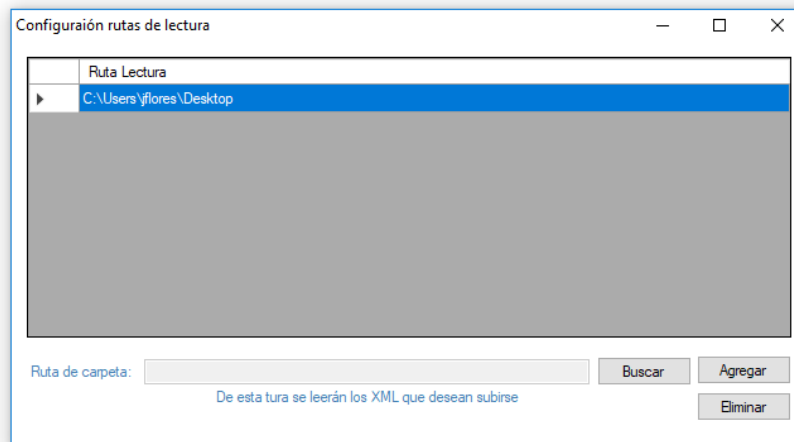 Configuraión rutas de lectura
Ruta Lectura
C:\Users\jflores\Desktop
Ruta de carpeta:
Buscar
Agregar
De esta tura se leerán los XML que desean subirse
Eliminar